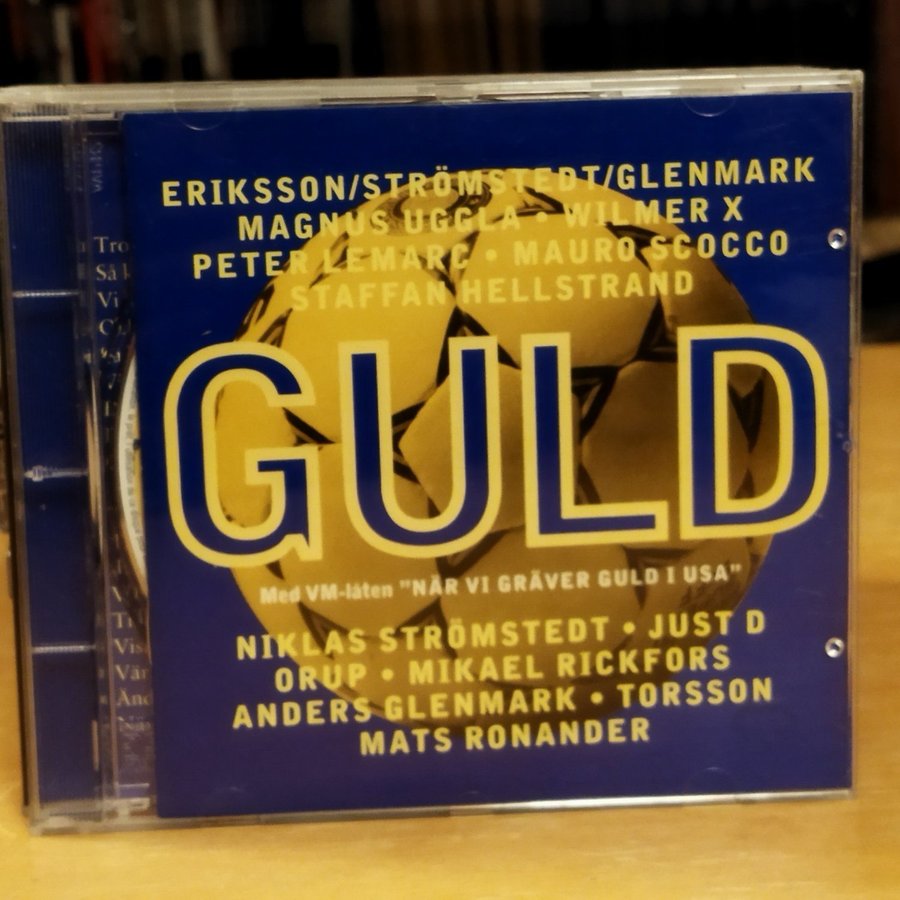 ERIKSSON/STRÖMSTEDT/GLENMARK
MAGNUS UGGLA • WILMER X
PETER LEMARC • MAURO SCOCCO
STAFFAN HELLSTRAND
GULD
Med VM-låten "NÄR VI GRÄVER GULD I USA"
NIKLAS STRÖMSTEDT • JUST D
ORUP • MIKAEL RICKFORS
ANDERS GLENMARK • TORSSON
MATS RONANDER